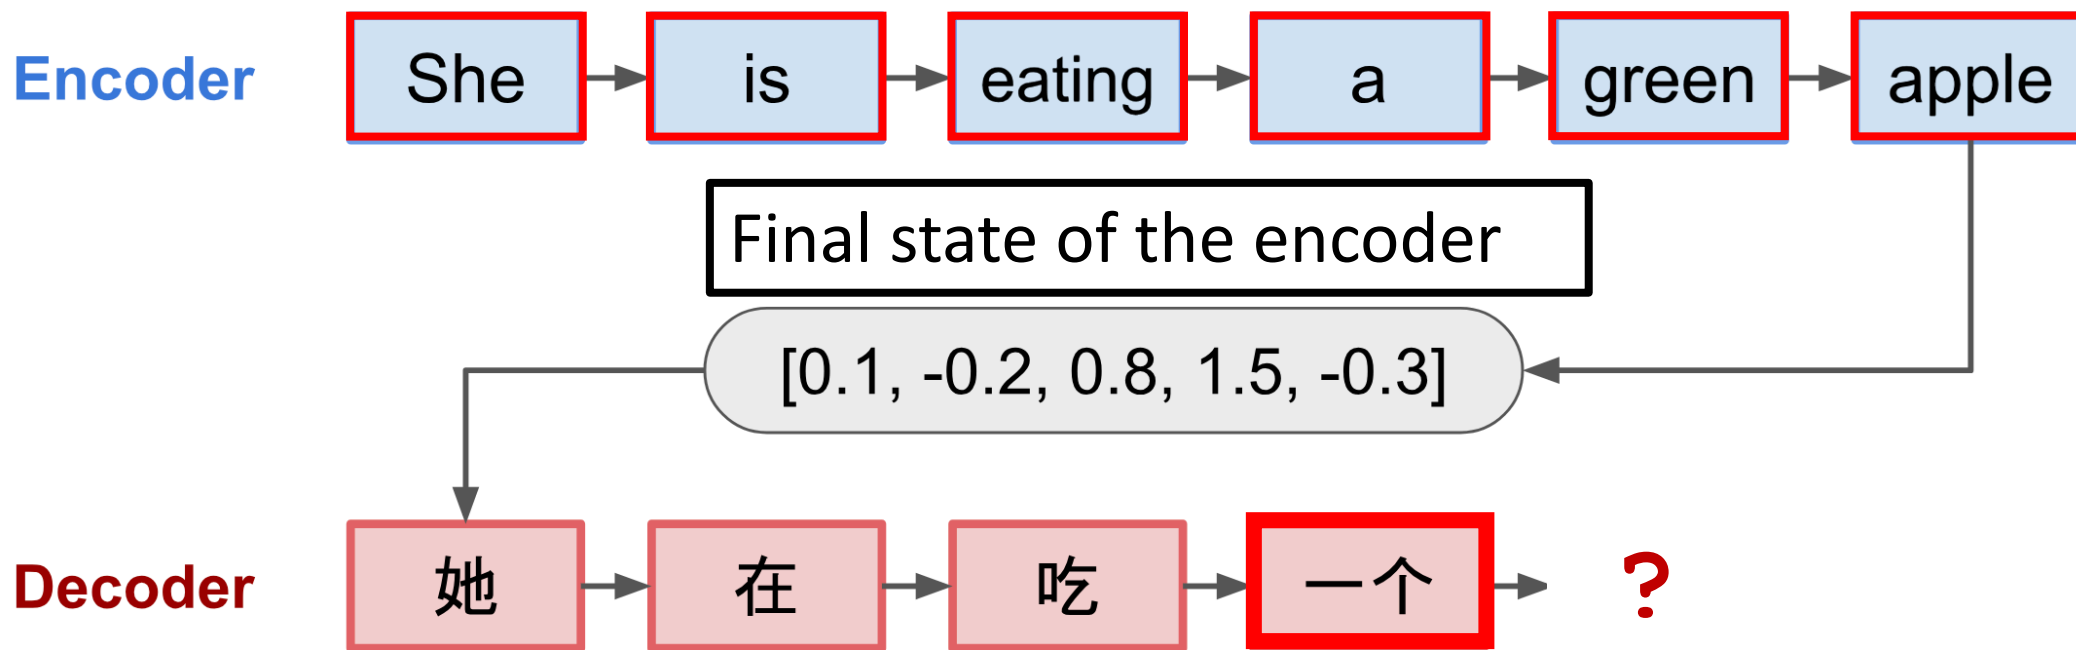 Encoder She is eating a green apple
Final state of the encoder
[0.1, -0.2, 0.8, 1.5, -0.3]
Decoder 她 在 吃 一个 ?